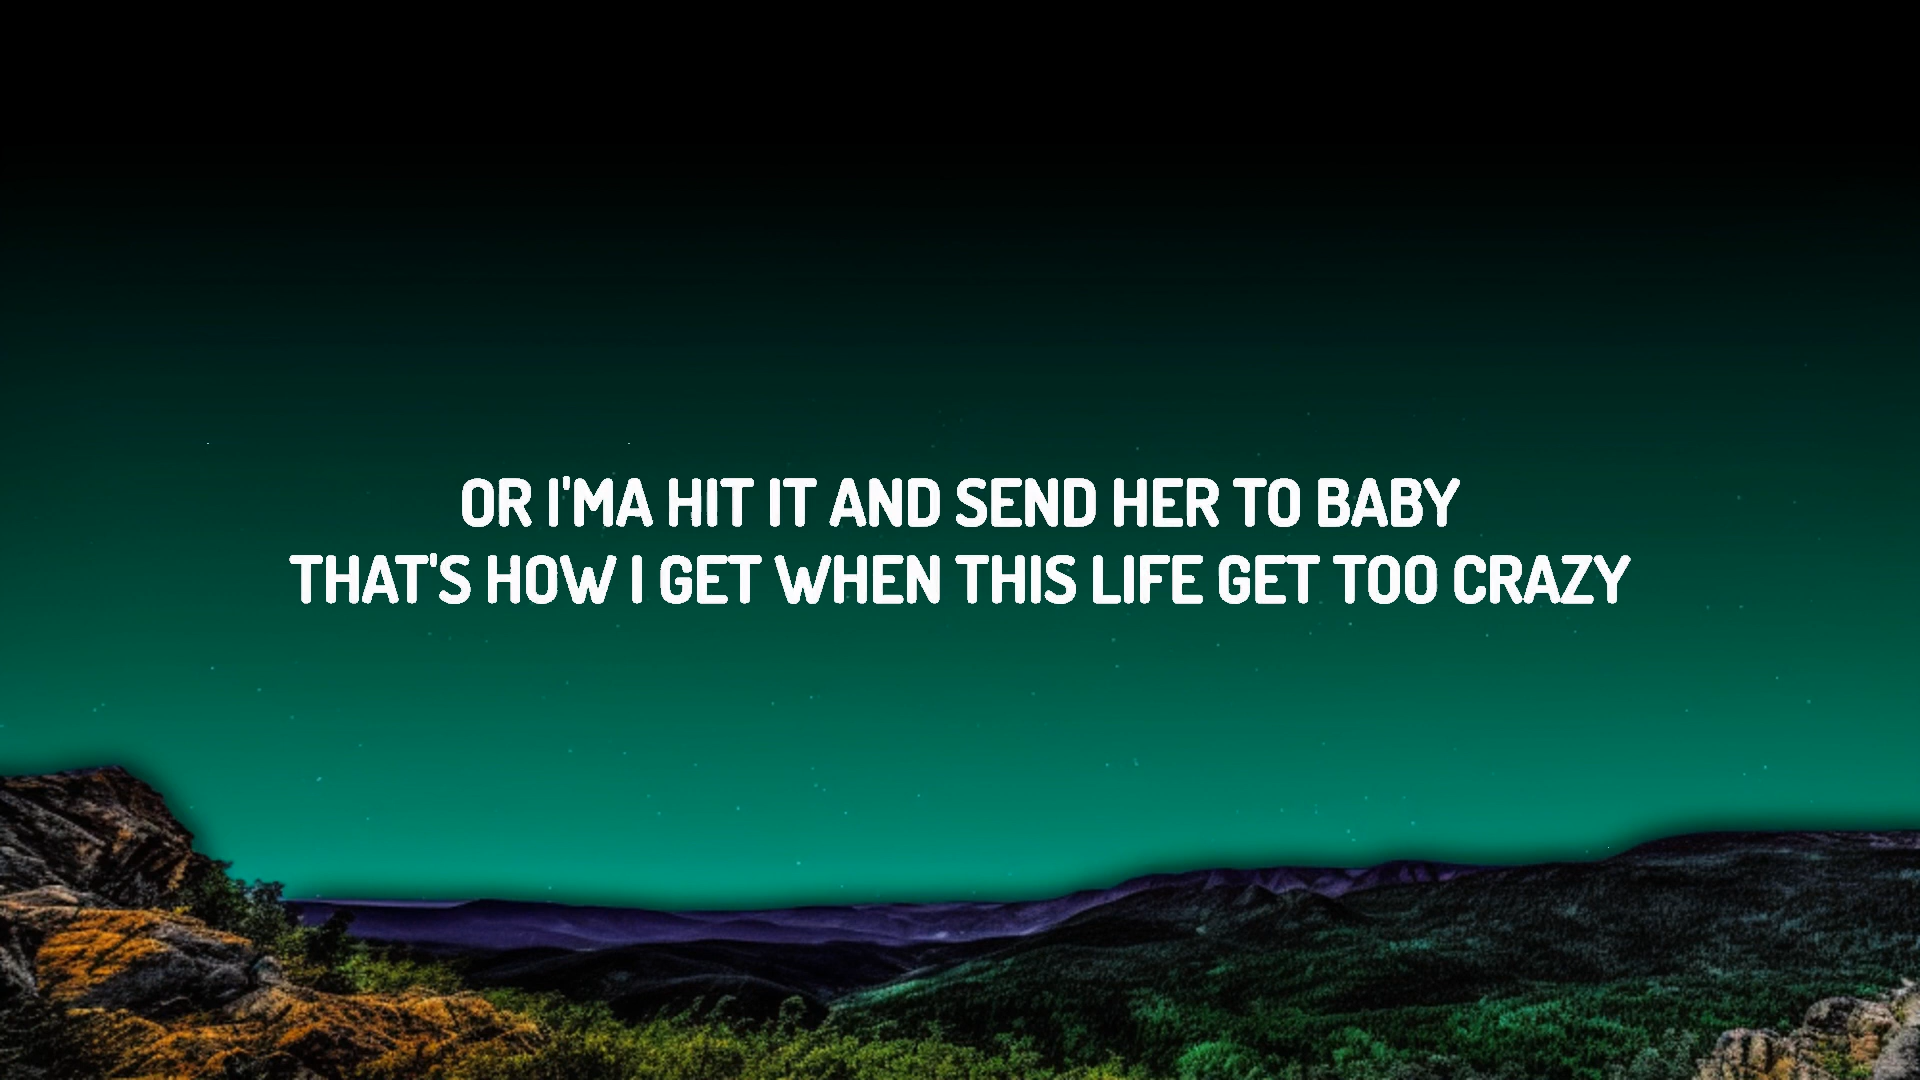 OR I'MA HIT IT AND SEND HER TO BABY
THAT'S HOW I GET WHEN THIS LIFE GET TOO CRAZY